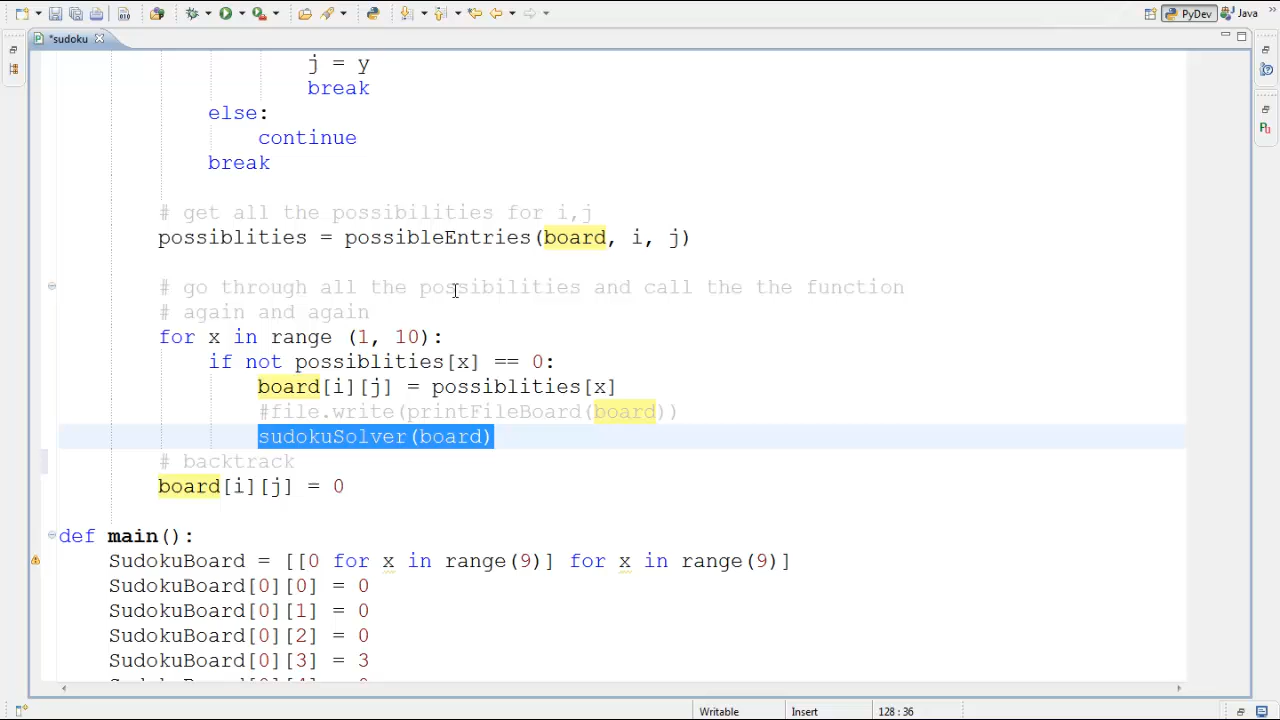 PyDev Java
*sudoku
j = y
break
else:
continue
break
# get all the possibilities for i,j
possiblities = possibleEntries(board, i, j)
# go through all the possibilities and call the the function
# again and again
for x in range (1, 10):
if not possiblities[x] == 0:
board[i][j] = possiblities[x]
#file.write(printFileBoard(board))
sudokuSolver(board)
# backtrack
board[i][j] = 0
def main():
SudokuBoard = [[0 for x in range(9)] for x in range(9)]
SudokuBoard[0][0] = 0
SudokuBoard[0][1] = 0
SudokuBoard[0][2] = 0
SudokuBoard[0][3] = 3
Writable Insert 128 : 36